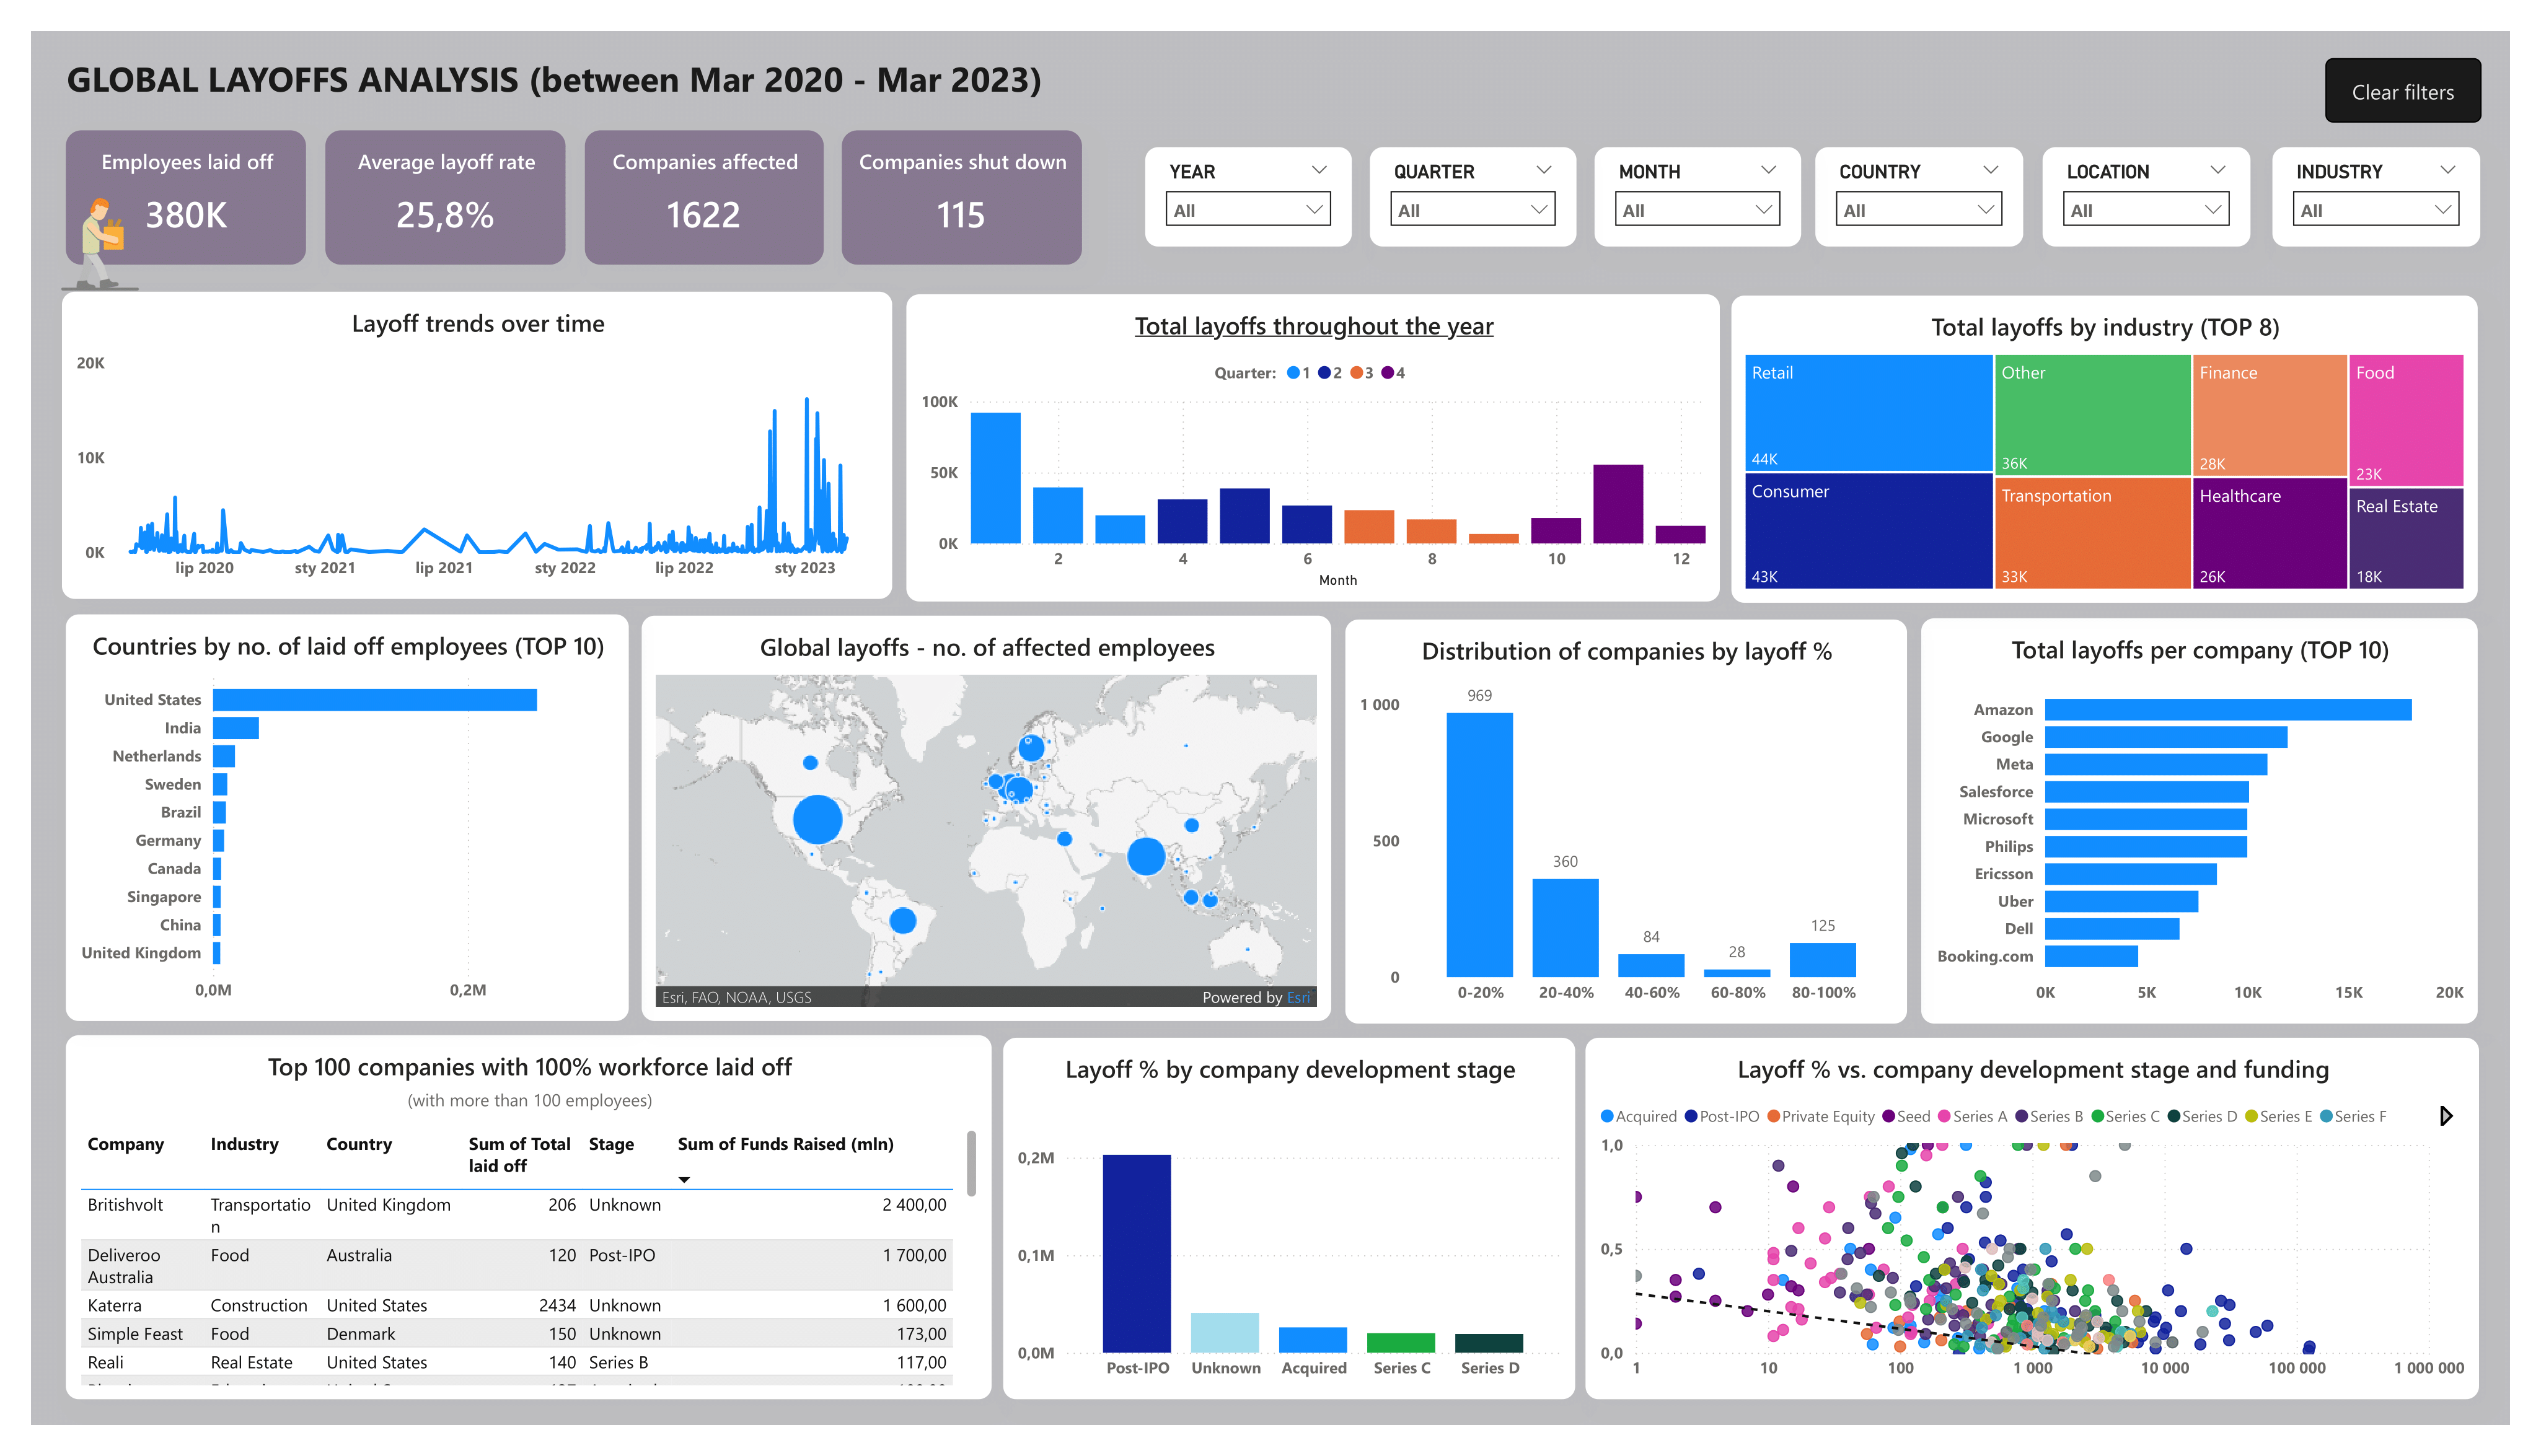 GLOBAL LAYOFFS ANALYSIS (between Mar 2020 - Mar 2023)
Clear filters
Employees laid off
380K
Average layoff rate
25,8%
Companies affected
1622
Companies shut down
115
YEAR
All
QUARTER
All
MONTH
All
COUNTRY
All
LOCATION
All
INDUSTRY
All
Layoff trends over time
20K
10K
0K
lip 2020 sty 2021 lip 2021 sty 2022 lip 2022 sty 2023
Total layoffs throughout the year
Quarter: 1 2 3 4
100K
50K
0K
2 4 6 8 10 12
Month
Total layoffs by industry (TOP 8)
Retail
44K
Consumer
43K
Other
36K
Transportation
33K
Finance
28K
Healthcare
26K
Food
23K
Real Estate
18K
Countries by no. of laid off employees (TOP 10)
United States
India
Netherlands
Sweden
Brazil
Germany
Canada
Singapore
China
United Kingdom
0,0M 0,2M
Global layoffs - no. of affected employees
Esri, FAO, NOAA, USGS
Powered by Esri
Distribution of companies by layoff %
1 000
500
0
969
360
84
28
125
0-20% 20-40% 40-60% 60-80% 80-100%
Total layoffs per company (TOP 10)
Amazon
Google
Meta
Salesforce
Microsoft
Philips
Ericsson
Uber
Dell
Booking.com
0K 5K 10K 15K 20K
Top 100 companies with 100% workforce laid off
(with more than 100 employees)
Company Industry Country Sum of Total Stage Sum of Funds Raised (mln)
laid off
Britishvolt Transportatio United Kingdom 206 Unknown 2 400,00
n
Deliveroo Food Australia 120 Post-IPO 1 700,00
Australia
Katerra Construction United States 2434 Unknown 1 600,00
Simple Feast Food Denmark 150 Unknown 173,00
Reali Real Estate United States 140 Series B 117,00
Layoff % by company development stage
0,2M
0,1M
0,0M
Post-IPO Unknown Acquired Series C Series D
Layoff % vs. company development stage and funding
Acquired Post-IPO Private Equity Seed Series A Series B Series C Series D Series E Series F
1,0
0,5
0,0
1 10 100 1 000 10 000 100 000 1 000 000